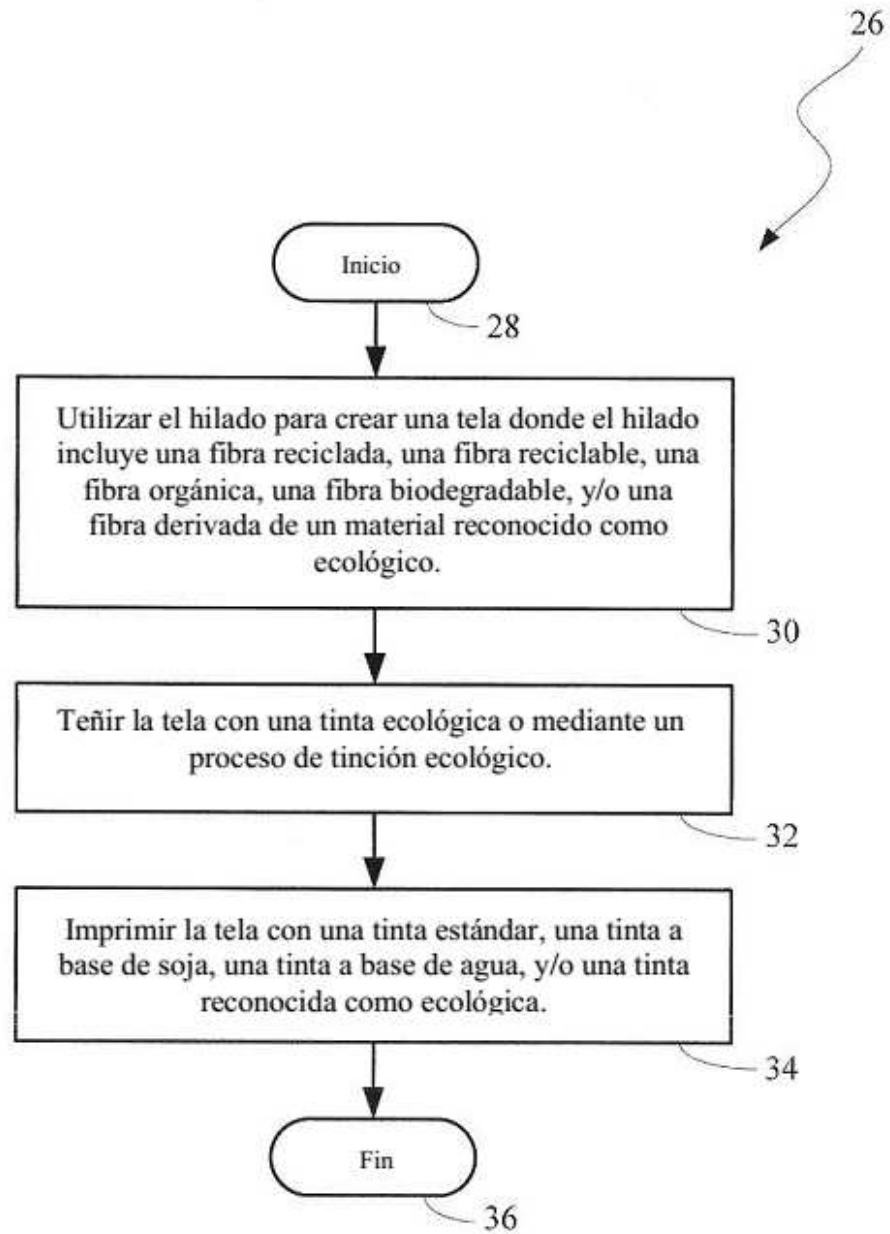 26
Inicio
28
Utilizar el hilado para crear una tela donde el hilado
incluye una fibra reciclada, una fibra reciclable, una
fibra orgánica, una fibra biodegradable, y/o una
fibra derivada de un material reconocido como
ecológico.
30
Teñir la tela con una tinta ecológica o mediante un
proceso de tinción ecológico.
32
Imprimir la tela con una tinta estándar, una tinta a
base de soja, una tinta a base de agua, y/o una tinta
reconocida como ecológica.
34
Fin
36